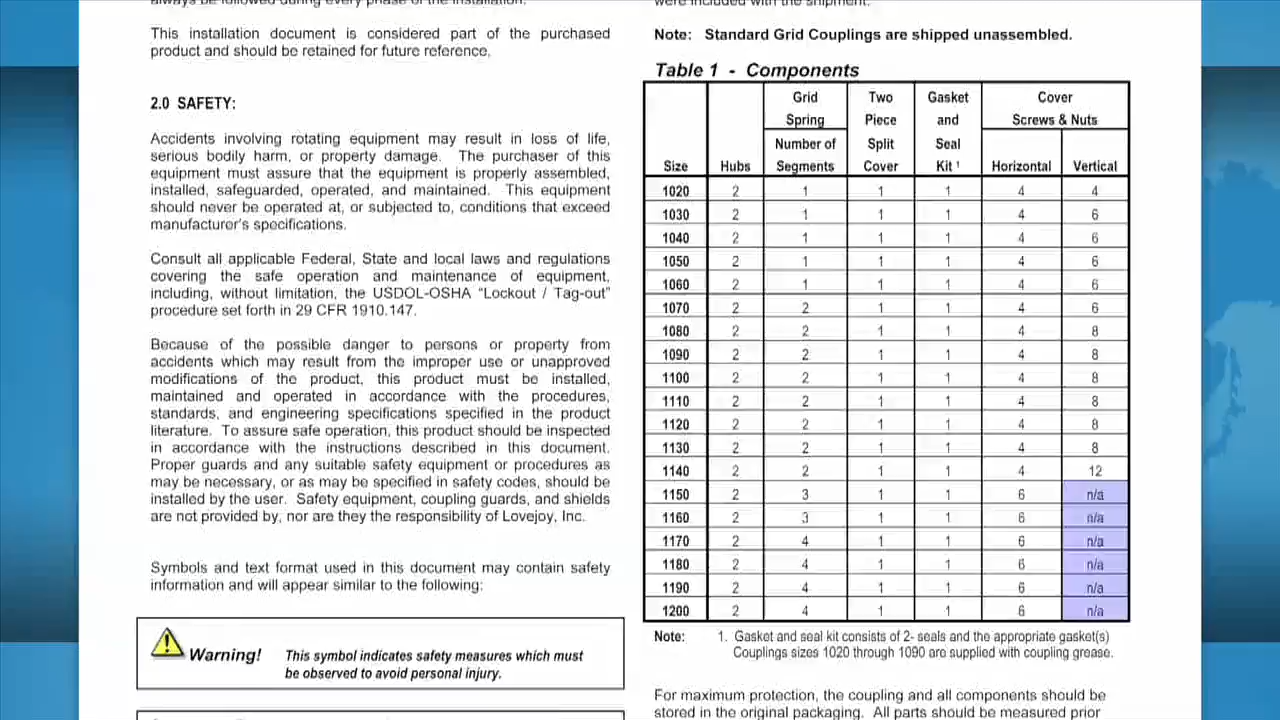 always be followed during every phase of the installation.
This installation document is considered part of the purchased
product and should be retained for future reference.
2.0 SAFETY:
Accidents involving rotating equipment may result in loss of life,
serious bodily harm, or property damage. The purchaser of this
equipment must assure that the equipment is properly assembled,
installed, safeguarded, operated, and maintained. This equipment
should never be operated at, or subjected to, conditions that exceed
manufacturer's specifications.
Consult all applicable Federal, State and local laws and regulations
covering the safe operation and maintenance of equipment,
including, without limitation, the USDOL-OSHA "Lockout / Tag-out"
procedure set forth in 29 CFR 1910.147.
Because of the possible danger to persons or property from
accidents which may result from the improper use or unapproved
modifications of the product, this product must be installed,
maintained and operated in accordance with the procedures,
standards, and engineering specifications specified in the product
literature. To assure safe operation, this product should be inspected
in accordance with the instructions described in this document.
Proper guards and any suitable safety equipment or procedures as
may be necessary, or as may be specified in safety codes, should be
installed by the user. Safety equipment, coupling guards, and shields
are not provided by, nor are they the responsibility of Lovejoy, Inc.
Symbols and text format used in this document may contain safety
information and will appear similar to the following:
Warning! This symbol indicates safety measures which must
be observed to avoid personal injury.
were included with the shipment.
Note: Standard Grid Couplings are shipped unassembled.
Table 1 - Components
Grid Two Gasket Cover
Spring Piece and Screws & Nuts
Number of Split Seal
Size Hubs Segments Cover Kit ¹ Horizontal Vertical
1020 2 1 1 1 4 4
1030 2 1 1 1 4 6
1040 2 1 1 1 4 6
1050 2 1 1 1 4 6
1060 2 1 1 1 4 6
1070 2 2 1 1 4 6
1080 2 2 1 1 4 8
1090 2 2 1 1 4 8
1100 2 2 1 1 4 8
1110 2 2 1 1 4 8
1120 2 2 1 1 4 8
1130 2 2 1 1 4 8
1140 2 2 1 1 4 12
1150 2 3 1 1 6 n/a
1160 2 3 1 1 6 n/a
1170 2 4 1 1 6 n/a
1180 2 4 1 1 6 n/a
1190 2 4 1 1 6 n/a
1200 2 4 1 1 6 n/a
Note: 1. Gasket and seal kit consists of 2- seals and the appropriate gasket(s)
Couplings sizes 1020 through 1090 are supplied with coupling grease.
For maximum protection, the coupling and all components should be
stored in the original packaging. All parts should be measured prior